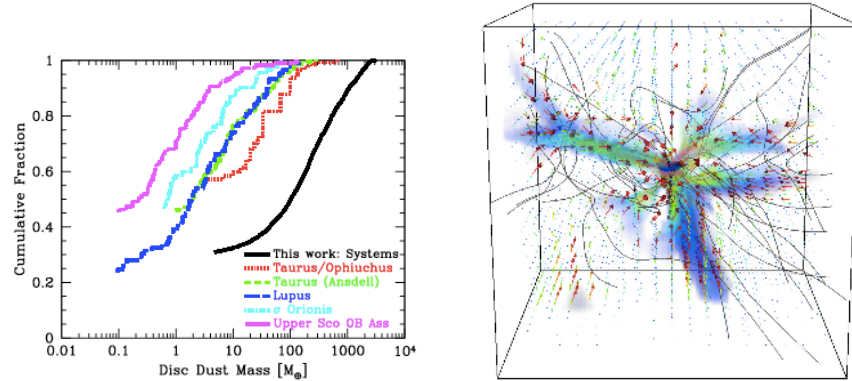 1
0.8
0.6
0.4
0.2
0
Cumulative Fraction
This work: Systems
Taurus/Ophiuchus
Taurus (Ansdell)
Lupus
σ Orionis
Upper Sco OB Ass
0.01 0.1 1 10 100 1000 10⁴
Disc Dust Mass [M⊕]